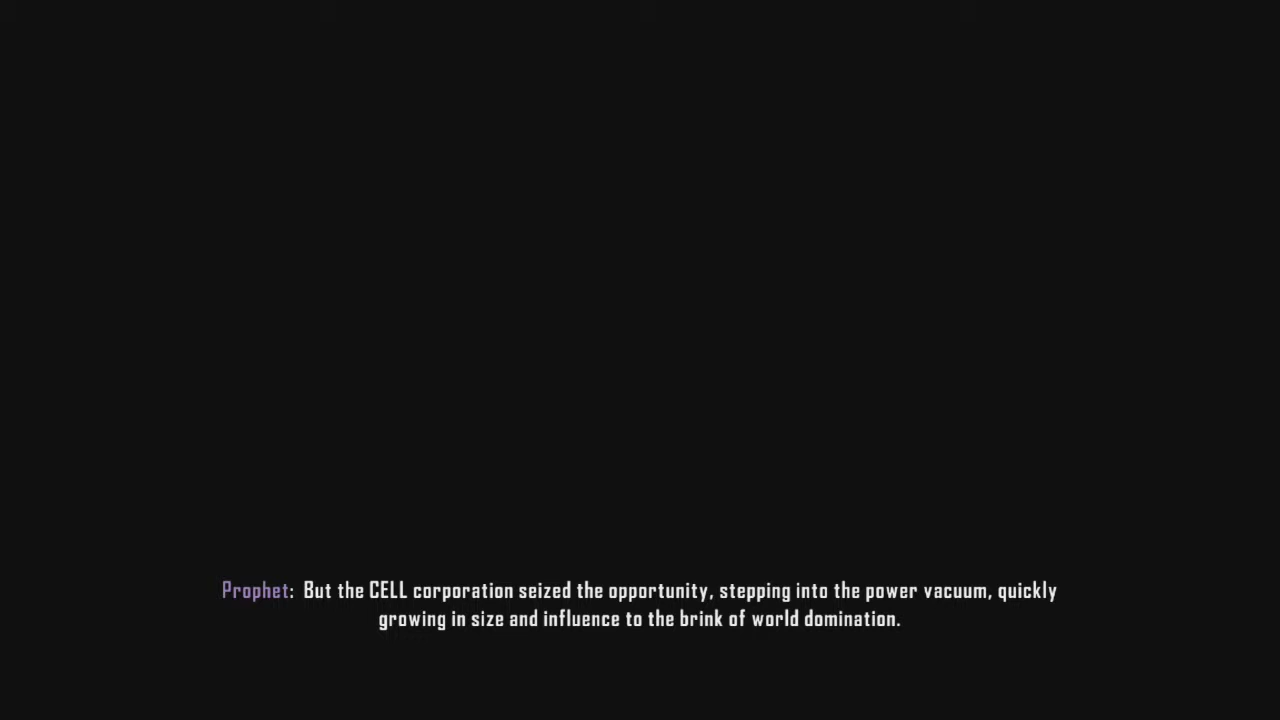 Prophet: But the CELL corporation seized the opportunity, stepping into the power vacuum, quickly
growing in size and influence to the brink of world domination.